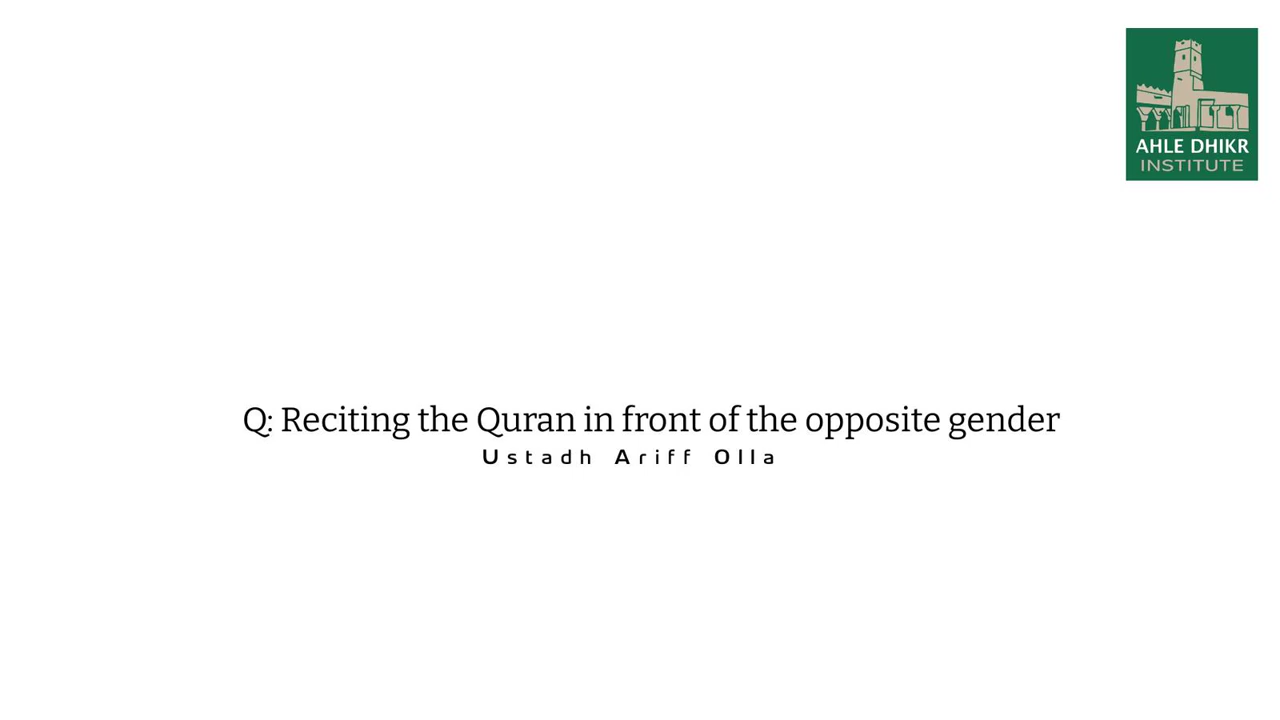 AHLE DHIKR
INSTITUTE
Q: Reciting the Quran in front of the opposite gender
Ustadh Ariff Olla